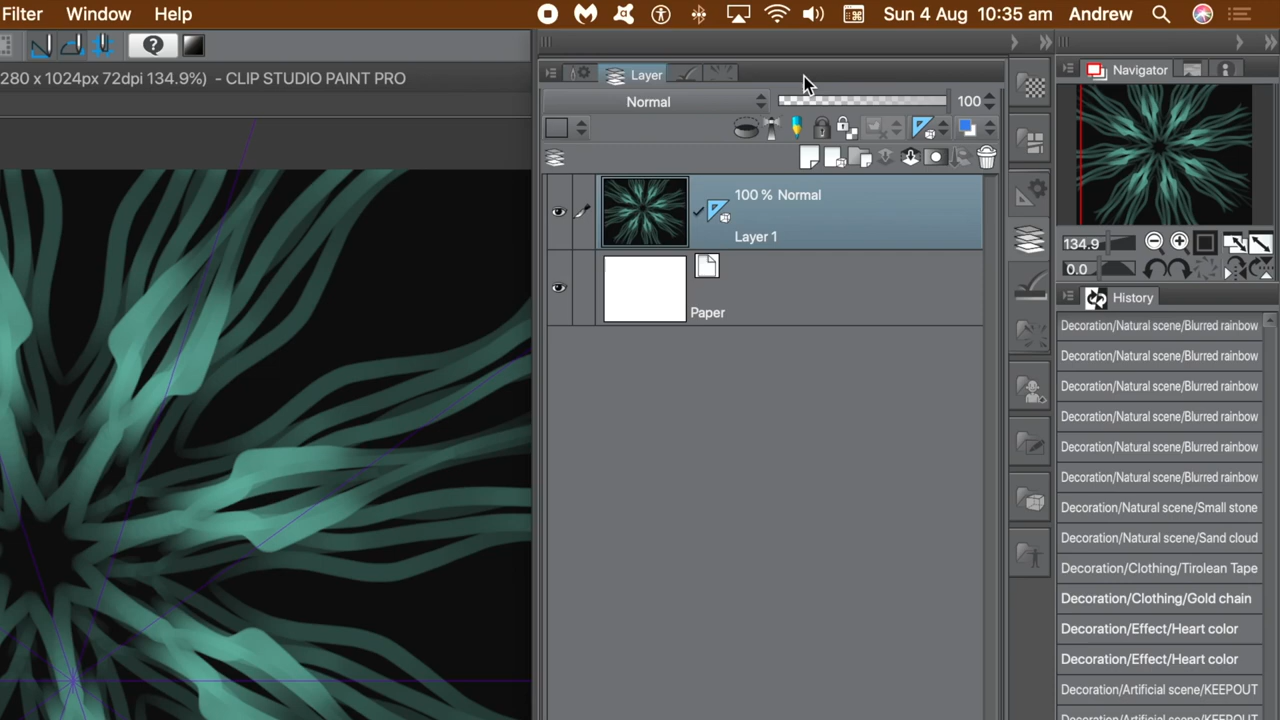 Filter Window Help Sun 4 Aug 10:35 am Andrew
280 x 1024px 72dpi 134.9%) - CLIP STUDIO PAINT PRO
Layer
Navigator
Normal 100
100 % Normal
Layer 1
Paper
134.9
0.0
History
Decoration/Natural scene/Blurred rainbow
Decoration/Natural scene/Blurred rainbow
Decoration/Natural scene/Blurred rainbow
Decoration/Natural scene/Blurred rainbow
Decoration/Natural scene/Blurred rainbow
Decoration/Natural scene/Blurred rainbow
Decoration/Natural scene/Small stone
Decoration/Natural scene/Sand cloud
Decoration/Clothing/Tirolean Tape
Decoration/Clothing/Gold chain
Decoration/Effect/Heart color
Decoration/Effect/Heart color
Decoration/Artificial scene/KEEPOUT
Decoration/Artificial scene/KEEPOUT